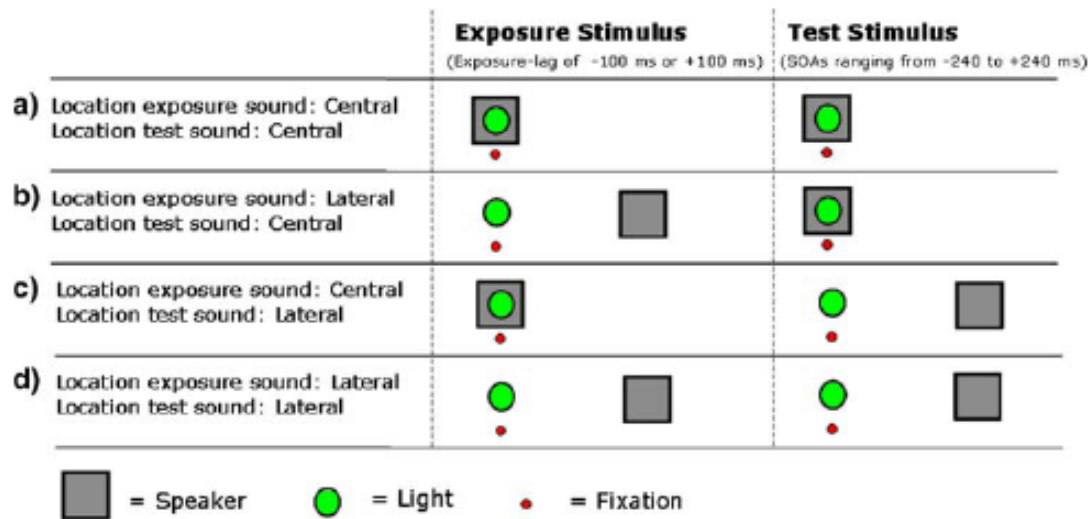 Exposure Stimulus
Test Stimulus
(Exposure-lag of -100 ms or +100 ms)
(SOAs ranging from -240 to +240 ms)
a) Location exposure sound: Central
Location test sound: Central
b) Location exposure sound: Lateral
Location test sound: Central
c) Location exposure sound: Central
Location test sound: Lateral
d) Location exposure sound: Lateral
Location test sound: Lateral
= Speaker = Light = Fixation